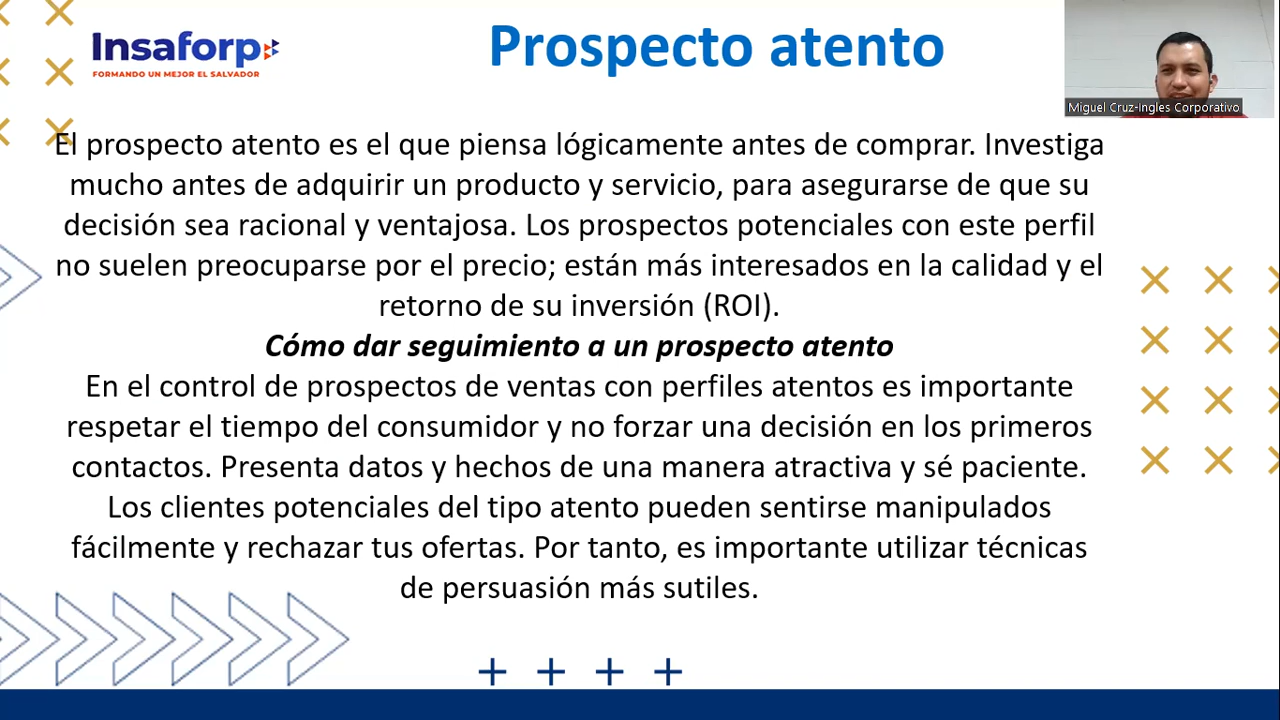 Insaforp
FORMANDO UN MEJOR EL SALVADOR
Prospecto atento
Miguel Cruz-Ingles Corporativo
El prospecto atento es el que piensa lógicamente antes de comprar. Investiga
mucho antes de adquirir un producto y servicio, para asegurarse de que su
decisión sea racional y ventajosa. Los prospectos potenciales con este perfil
no suelen preocuparse por el precio; están más interesados en la calidad y el
retorno de su inversión (ROI).
Cómo dar seguimiento a un prospecto atento
En el control de prospectos de ventas con perfiles atentos es importante
respetar el tiempo del consumidor y no forzar una decisión en los primeros
contactos. Presenta datos y hechos de una manera atractiva y sé paciente.
Los clientes potenciales del tipo atento pueden sentirse manipulados
fácilmente y rechazar tus ofertas. Por tanto, es importante utilizar técnicas
de persuasión más sutiles.